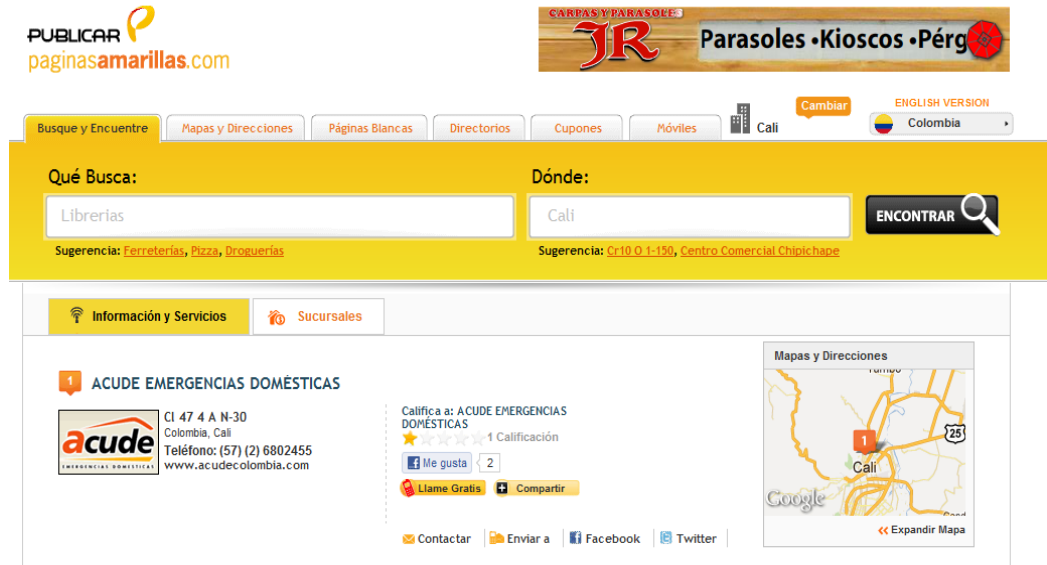 PUBLICAR
paginasamarillas.com
CARPAS Y PARASOLES
JR
Parasoles •Kioscos •Pérg
Busque y Encuentre
Mapas y Direcciones
Páginas Blancas
Directorios
Cupones
Móviles
Cali
Cambiar
ENGLISH VERSION
Colombia
Qué Busca:
Dónde:
Librerias
Cali
ENCONTRAR
Sugerencia: Ferreterías, Pizza, Droguerías
Sugerencia: Cr10 O 1-150, Centro Comercial Chipichape
Información y Servicios
Sucursales
1 ACUDE EMERGENCIAS DOMÉSTICAS
acude
EMERGENCIAS DOMESTICAS
Cl 47 4 A N-30
Colombia, Cali
Teléfono: (57) (2) 6802455
www.acudecolombia.com
Califica a: ACUDE EMERGENCIAS
DOMÉSTICAS
1 Calificación
Me gusta 2
Llame Gratis
Compartir
Contactar
Enviar a
Facebook
Twitter
Mapas y Direcciones
25
1
Cali
Google
Expandir Mapa